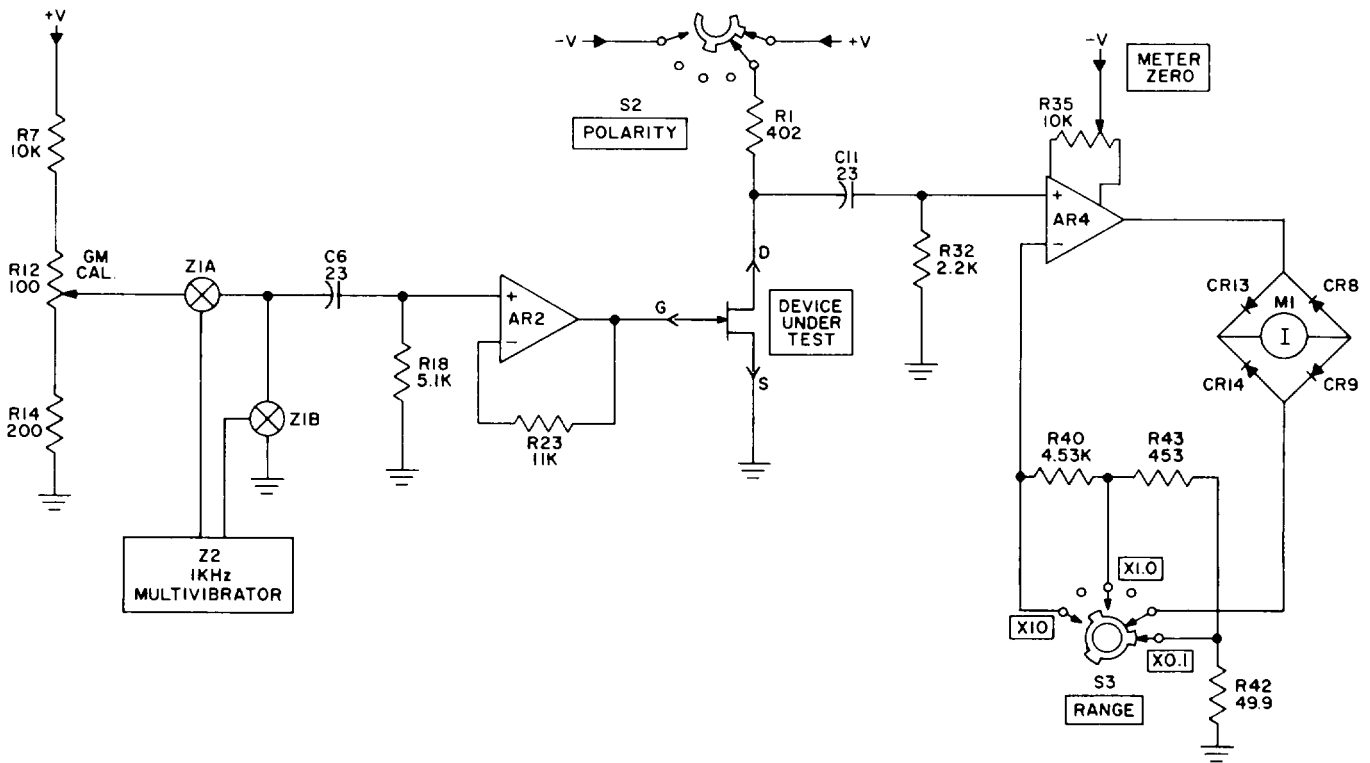 +V
R7
10K
R12
100
GM
CAL.
R14
200
Z1A
Z1B
Z2
1KHz
MULTIVIBRATOR
C6
23
R18
5.1K
+
AR2
−
R23
11K
G
D
S
DEVICE
UNDER
TEST
-V
+V
S2
POLARITY
R1
402
C11
23
R32
2.2K
-V
METER
ZERO
R35
10K
+
AR4
−
CR13
CR8
M1
I
CR14
CR9
R40
4.53K
R43
453
X1.0
X10
X0.1
S3
RANGE
R42
49.9